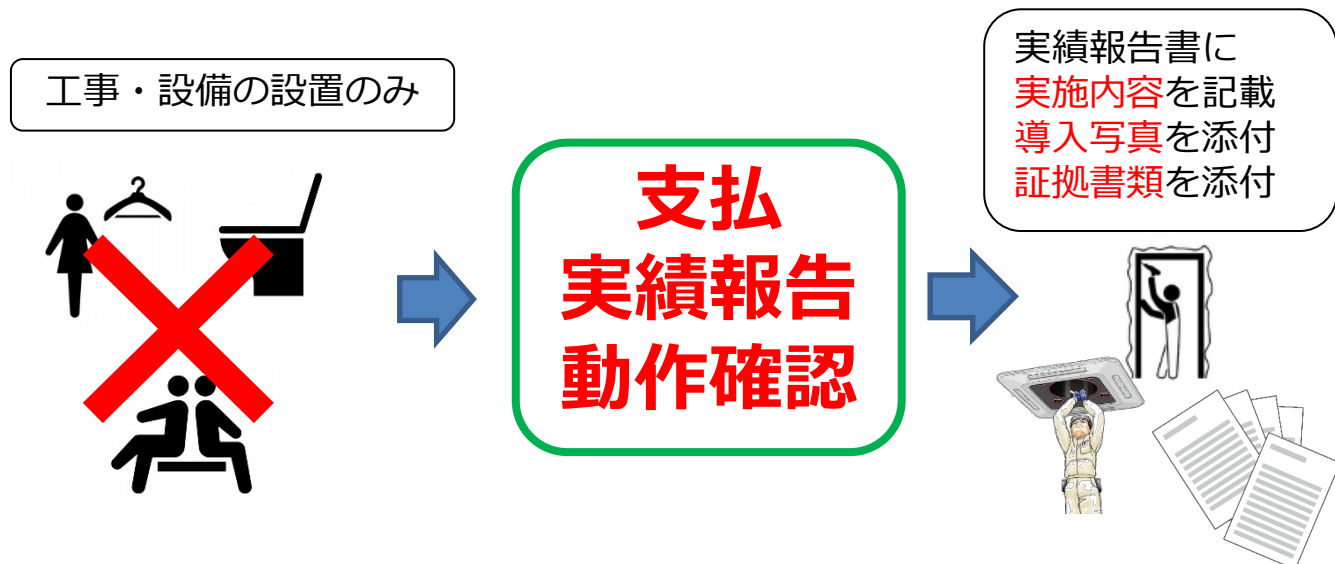 工事・設備の設置のみ
支払
実績報告
動作確認
実績報告書に
実施内容を記載
導入写真を添付
証拠書類を添付